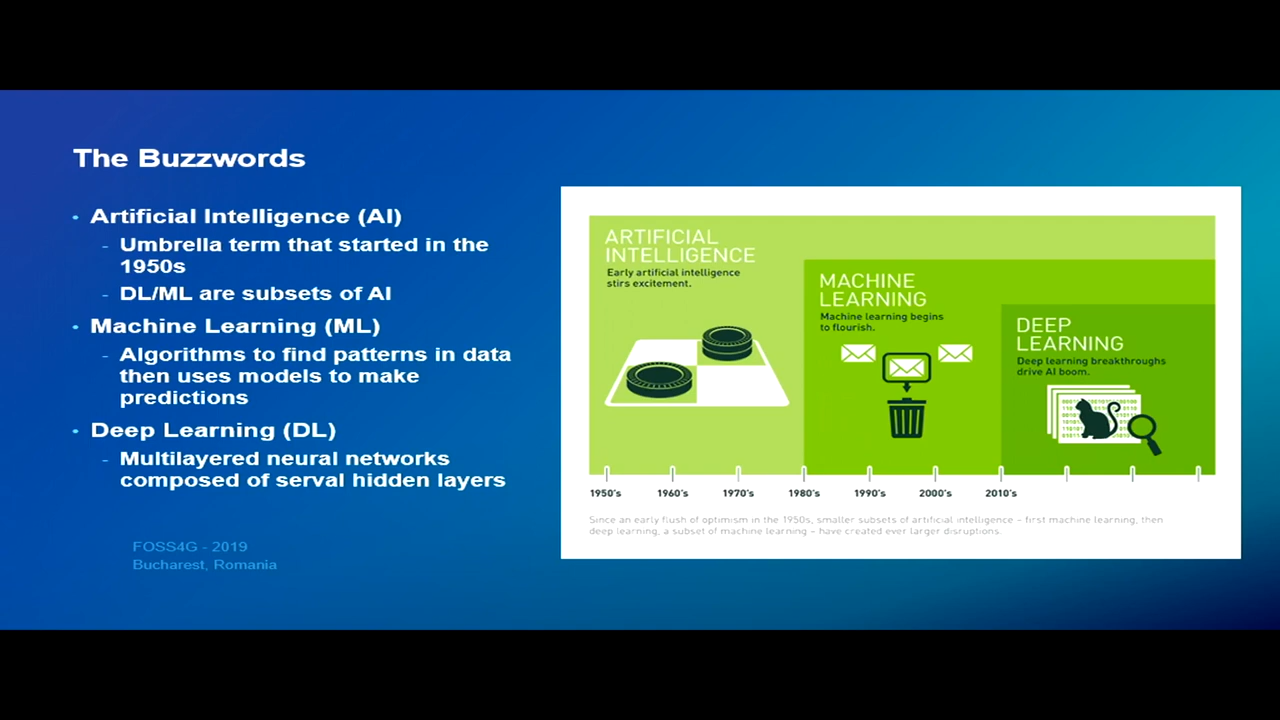 The Buzzwords
• Artificial Intelligence (AI)
- Umbrella term that started in the
1950s
- DL/ML are subsets of AI
• Machine Learning (ML)
- Algorithms to find patterns in data
then uses models to make
predictions
• Deep Learning (DL)
- Multilayered neural networks
composed of serval hidden layers
FOSS4G - 2019
Bucharest, Romania
ARTIFICIAL
INTELLIGENCE
Early artificial intelligence
stirs excitement.
MACHINE
LEARNING
Machine learning begins
to flourish.
DEEP
LEARNING
Deep learning breakthroughs
drive AI boom.
1950's 1960's 1970's 1980's 1990's 2000's 2010's
Since an early flush of optimism in the 1950s, smaller subsets of artificial intelligence – first machine learning, then
deep learning, a subset of machine learning – have created ever larger disruptions.